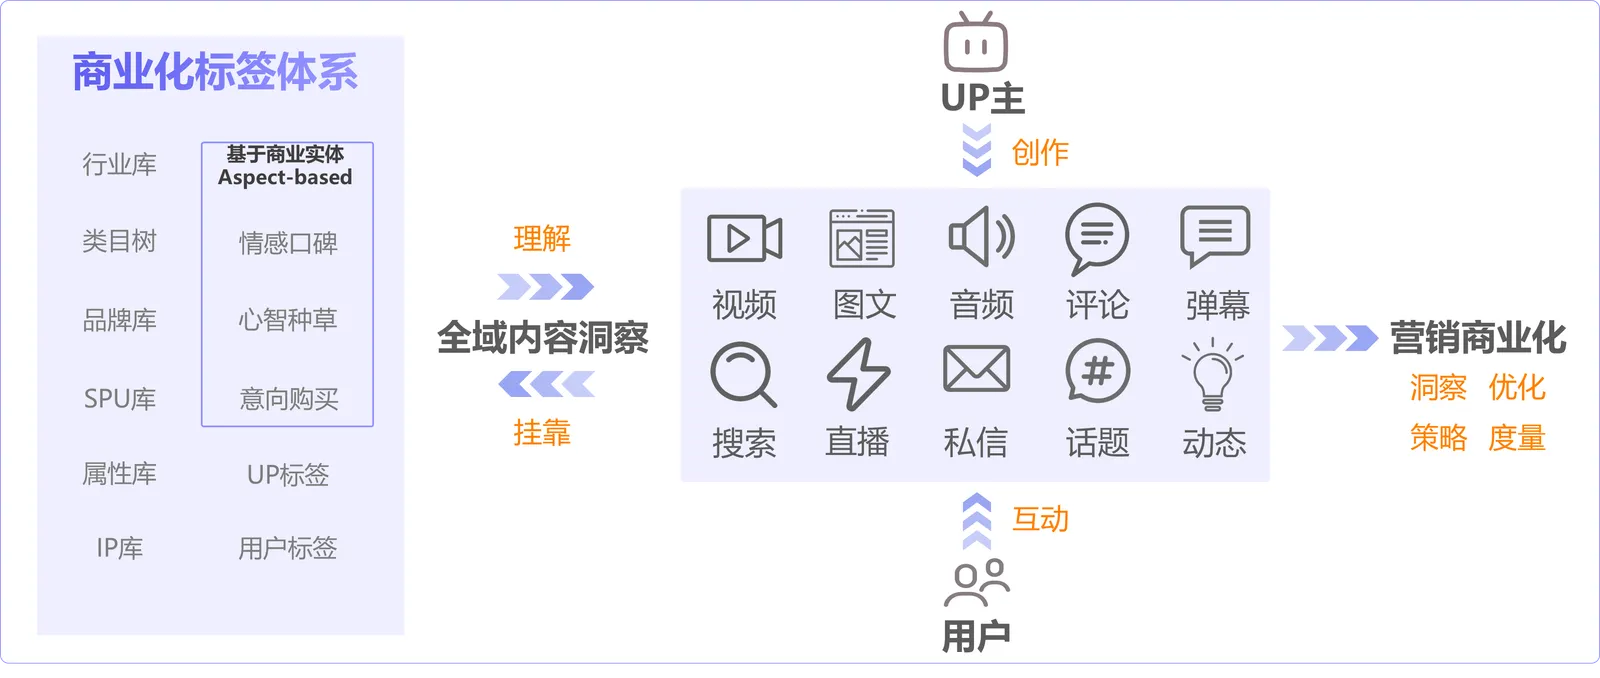 商业化标签体系
行业库
类目树
品牌库
SPU库
属性库
IP库
基于商业实体
Aspect-based
情感口碑
心智种草
意向购买
UP标签
用户标签
理解
全域内容洞察
挂靠
UP主
创作
视频
图文
音频
评论
弹幕
搜索
直播
私信
话题
动态
互动
用户
营销商业化
洞察 优化
策略 度量